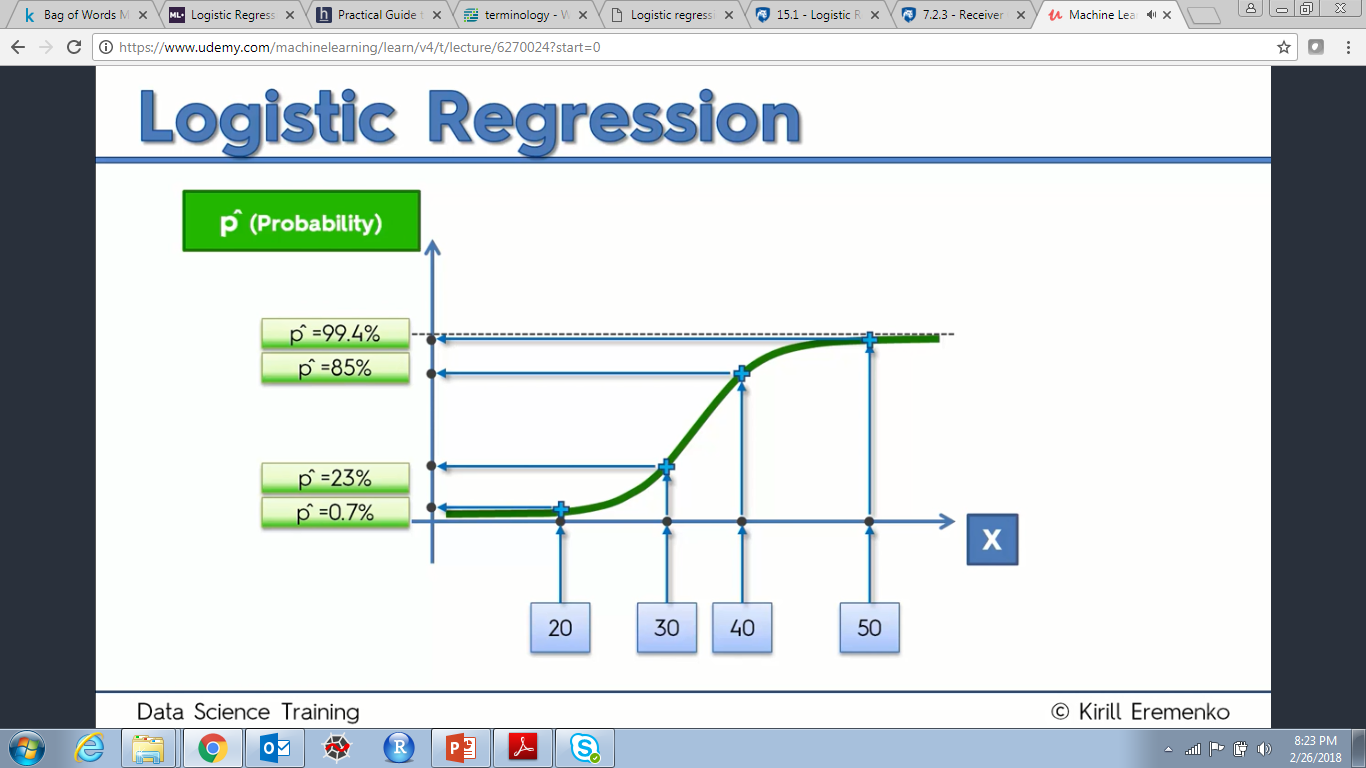 Bag of Words M
Logistic Regress
Practical Guide t
terminology - W
Logistic regressi
15.1 - Logistic R
7.2.3 - Receiver
Machine Lea
https://www.udemy.com/machinelearning/learn/v4/t/lecture/6270024?start=0
Logistic Regression
p̂ (Probability)
p̂ =99.4%
p̂ =85%
p̂ =23%
p̂ =0.7%
X
20 30 40 50
Data Science Training © Kirill Eremenko
8:23 PM
2/26/2018